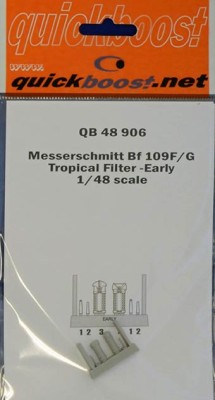 quickboost
www.
quickboost.net
QB 48 906
Messerschmitt Bf 109F/G
Tropical Filter -Early
1/48 scale
EARLY
1 2 3 1 2